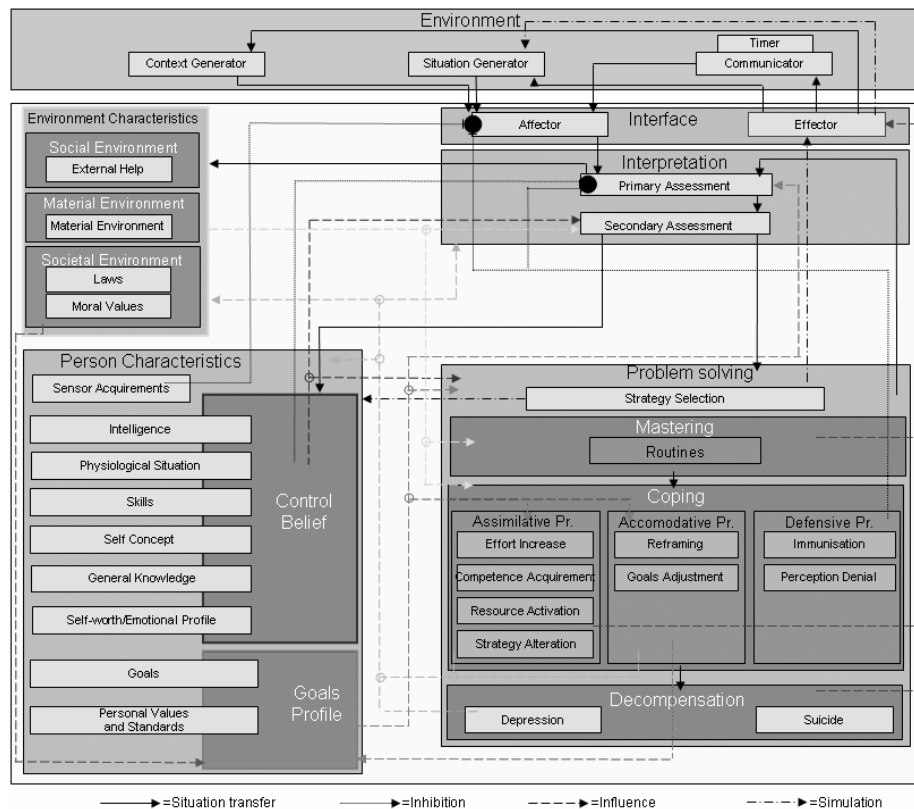 Environment
Timer
Context Generator
Situation Generator
Communicator
Environment Characteristics
Social Environment
External Help
Material Environment
Material Environment
Societal Environment
Laws
Moral Values
Affector
Interface
Effector
Interpretation
Primary Assessment
Secondary Assessment
Person Characteristics
Sensor Acquirements
Intelligence
Physiological Situation
Skills
Self Concept
General Knowledge
Self-worth/Emotional Profile
Control
Belief
Goals
Personal Values
and Standards
Goals
Profile
Problem solving
Strategy Selection
Mastering
Routines
Coping
Assimilative Pr.
Effort Increase
Competence Acquirement
Resource Activation
Strategy Alteration
Accomodative Pr.
Reframing
Goals Adjustment
Defensive Pr.
Immunisation
Perception Denial
Decompensation
Depression
Suicide
=Situation transfer
=Inhibition
=Influence
=Simulation